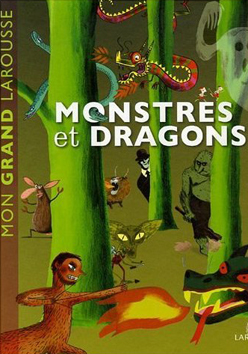 MON GRAND LAROUSSE
MONSTRES
et DRAGONS
LAR